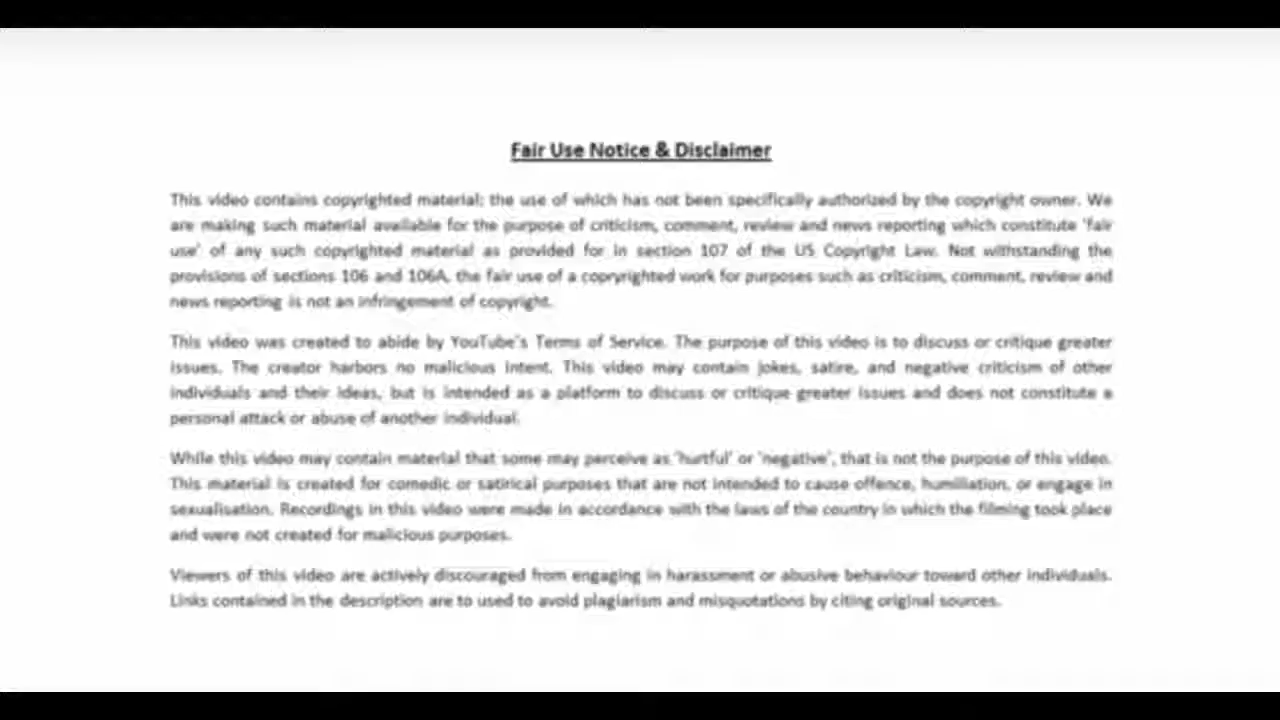 Fair Use Notice & Disclaimer
This video contains copyrighted material; the use of which has not been specifically authorized by the copyright owner. We
are making such material available for the purpose of criticism, comment, review and news reporting which constitute 'fair
use' of any such copyrighted material as provided for in section 107 of the US Copyright Law. Not withstanding the
provisions of sections 106 and 106A, the fair use of a copryrighted work for purposes such as criticism, comment, review and
news reporting is not an infringement of copyright.
This video was created to abide by YouTube's Terms of Service. The purpose of this video is to discuss or critique greater
issues. The creator harbors no malicious intent. This video may contain jokes, satire, and negative criticism of other
individuals and their ideas, but is intended as a platform to discuss or critique greater issues and does not constitute a
personal attack or abuse of another individual.
While this video may contain material that some may perceive as 'hurtful' or 'negative', that is not the purpose of this video.
This material is created for comedic or satirical purposes that are not intended to cause offence, humiliation, or engage in
sexualisation. Recordings in this video were made in accordance with the laws of the country in which the filming took place
and were not created for malicious purposes.
Viewers of this video are actively discouraged from engaging in harassment or abusive behaviour toward other individuals.
Links contained in the description are to used to avoid plagiarism and misquotations by citing original sources.